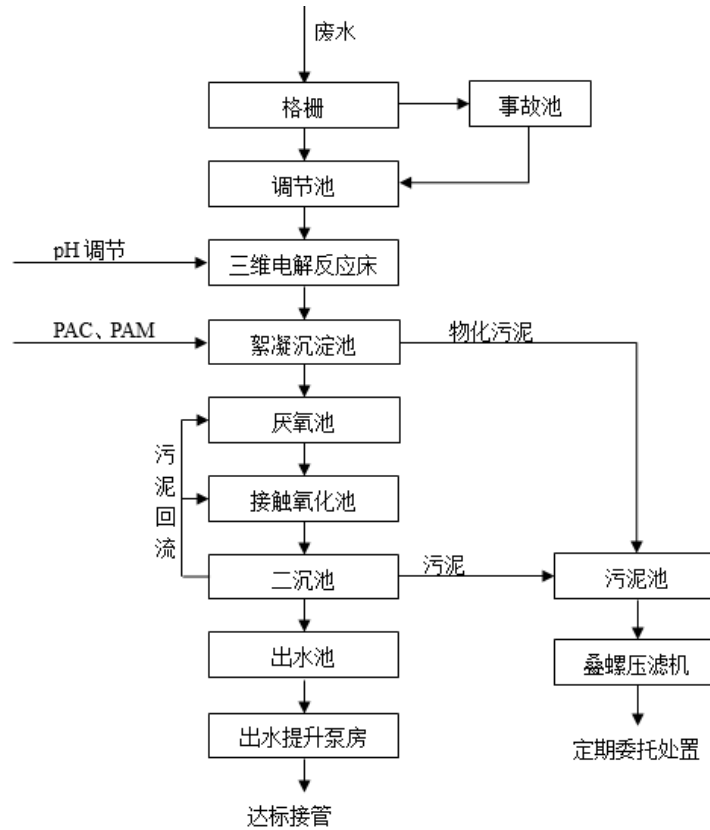 废水
格栅
事故池
调节池
pH 调节
三维电解反应床
PAC、PAM
絮凝沉淀池
物化污泥
厌氧池
污泥回流
接触氧化池
二沉池
污泥
污泥池
出水池
叠螺压滤机
出水提升泵房
定期委托处置
达标接管